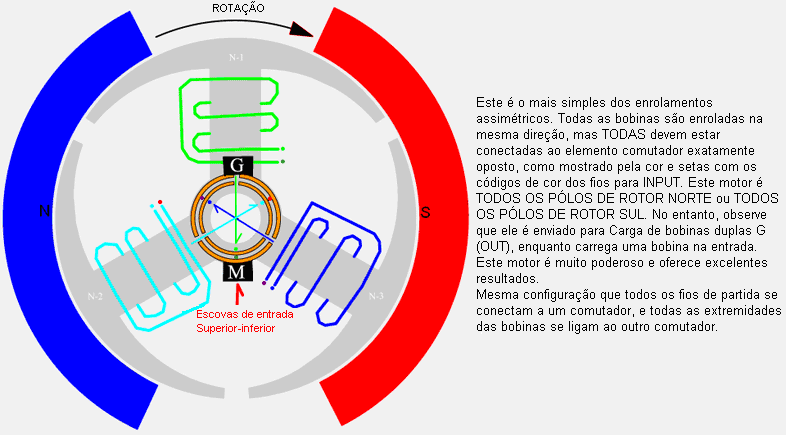 ROTAÇÃO
N-1
G
N
S
M
N-2
N-3
Escovas de entrada
Superior-inferior
Este é o mais simples dos enrolamentos
assimétricos. Todas as bobinas são enroladas na
mesma direção, mas TODAS devem estar
conectadas ao elemento comutador exatamente
oposto, como mostrado pela cor e setas com os
códigos de cor dos fios para INPUT. Este motor é
TODOS OS PÓLOS DE ROTOR NORTE ou TODOS
OS PÓLOS DE ROTOR SUL. No entanto, observe
que ele é enviado para Carga de bobinas duplas G
(OUT), enquanto carrega uma bobina na entrada.
Este motor é muito poderoso e oferece excelentes
resultados.
Mesma configuração que todos os fios de partida se
conectam a um comutador, e todas as extremidades
das bobinas se ligam ao outro comutador.